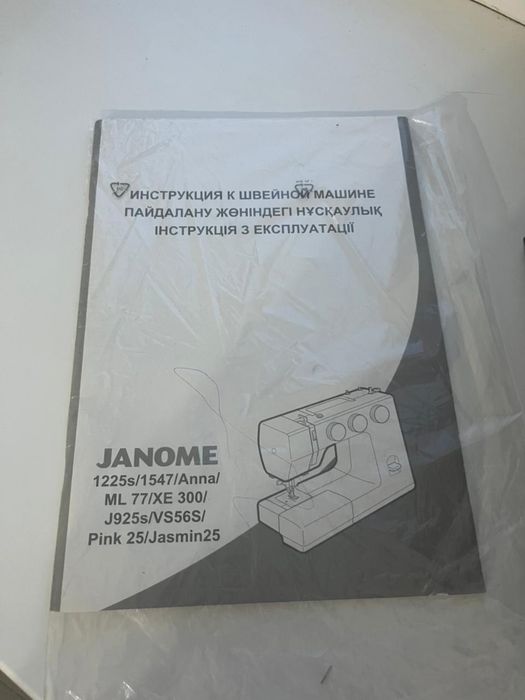 ИНСТРУКЦИЯ К ШВЕЙНОЙ МАШИНЕ
ПАЙДАЛАНУ ЖӨНІНДЕГІ НҰСҚАУЛЫҚ
ІНСТРУКЦІЯ З ЕКСПЛУАТАЦІЇ
JANOME
1225s/1547/Anna/
ML 77/XE 300/
J925s/VS56S/
Pink 25/Jasmin25